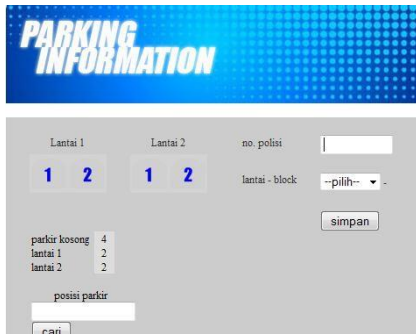 PARKING
INFORMATION
Lantai 1
Lantai 2
no. polisi
1 2
1 2
lantai - block
--pilih-- -
simpan
parkir kosong 4
lantai 1 2
lantai 2 2
posisi parkir
cari